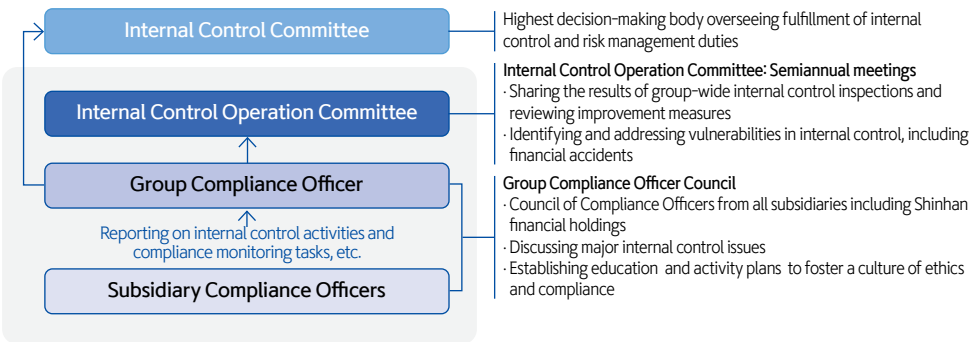 Internal Control Committee
Highest decision-making body overseeing fulfillment of internal
control and risk management duties
Internal Control Operation Committee
Internal Control Operation Committee: Semiannual meetings
· Sharing the results of group-wide internal control inspections and
reviewing improvement measures
· Identifying and addressing vulnerabilities in internal control, including
financial accidents
Group Compliance Officer
Reporting on internal control activities and
compliance monitoring tasks, etc.
Subsidiary Compliance Officers
Group Compliance Officer Council
· Council of Compliance Officers from all subsidiaries including Shinhan
financial holdings
· Discussing major internal control issues
· Establishing education and activity plans to foster a culture of ethics
and compliance